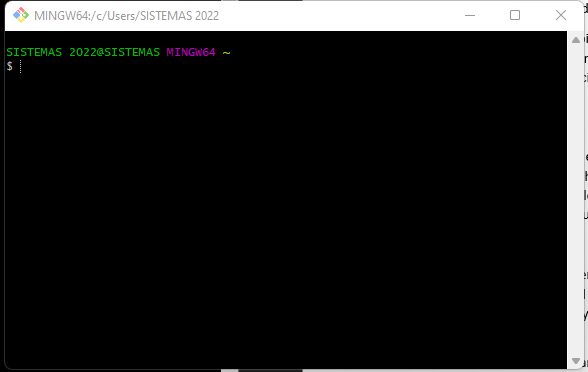 MINGW64:/c/Users/SISTEMAS 2022
SISTEMAS 2022@SISTEMAS MINGW64 ~
$